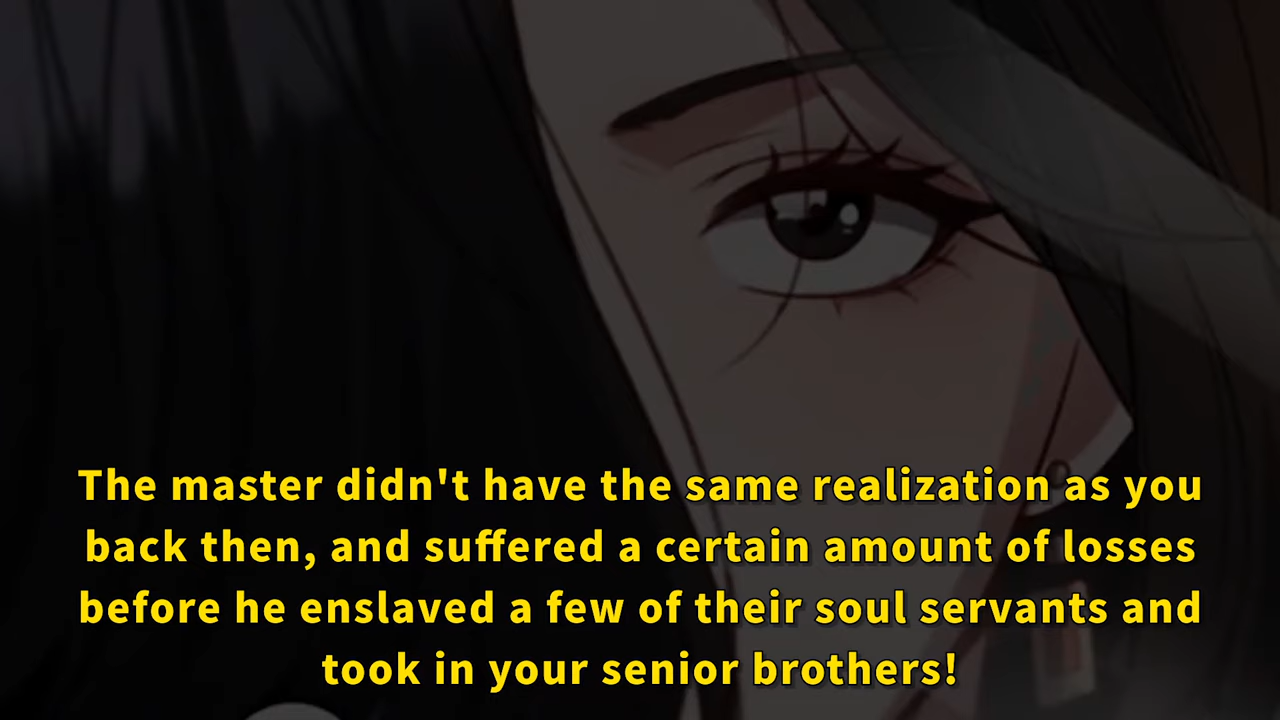 The master didn't have the same realization as you
back then, and suffered a certain amount of losses
before he enslaved a few of their soul servants and
took in your senior brothers!